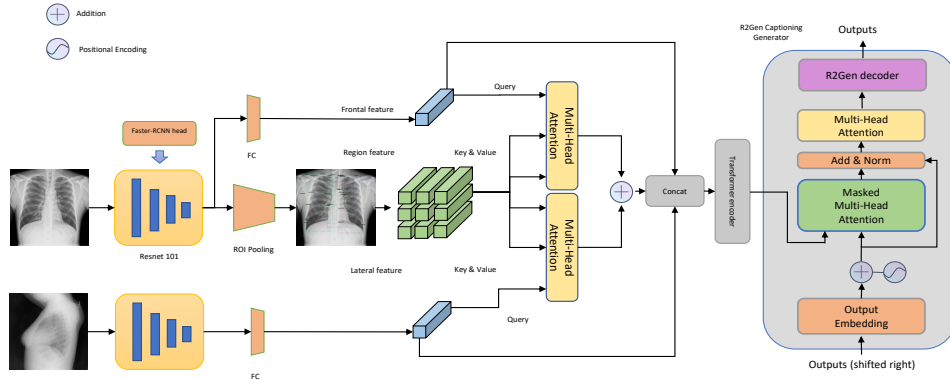 Addition
Positional Encoding
Faster-RCNN head
Resnet 101
FC
ROI Pooling
Frontal feature
Region feature
Lateral feature
FC
Query
Key & Value
Key & Value
Query
Multi-Head
Attention
Multi-Head
Attention
Concat
Transformer encoder
R2Gen Captioning
Generator
Outputs
R2Gen decoder
Multi-Head
Attention
Add & Norm
Masked
Multi-Head
Attention
Output
Embedding
Outputs (shifted right)